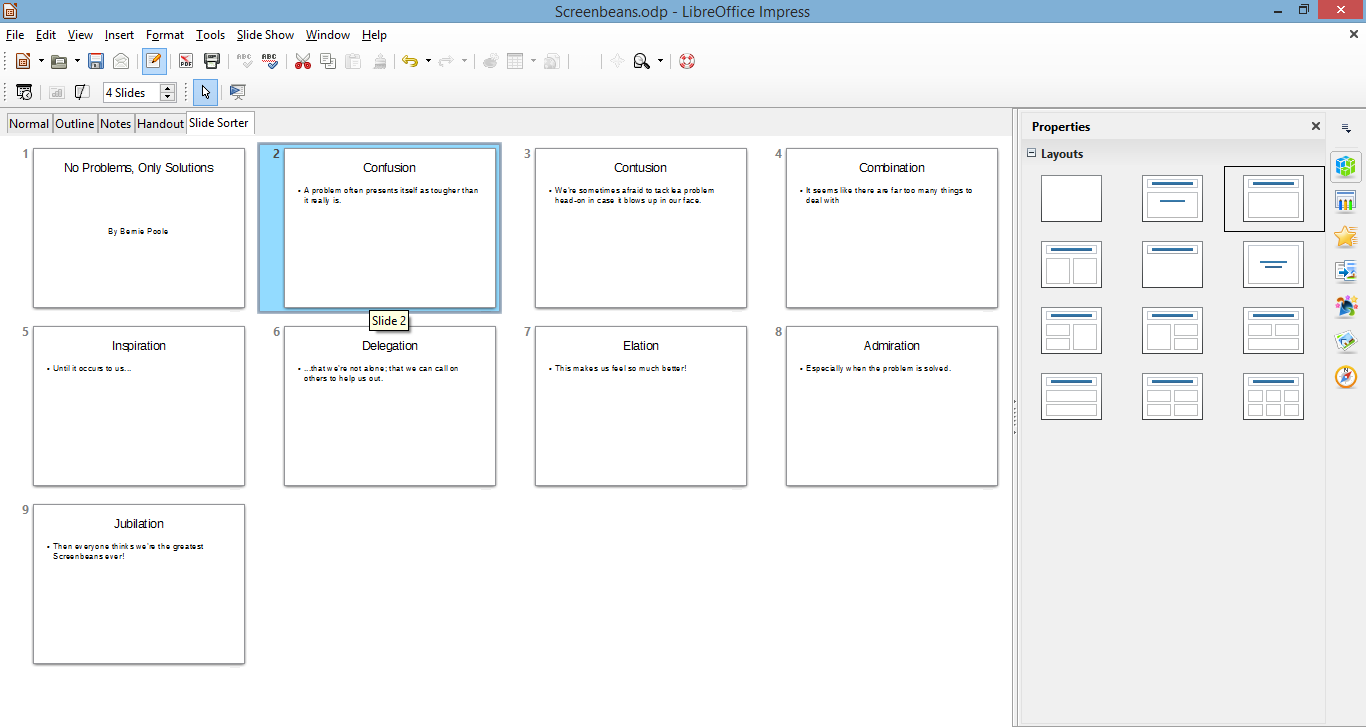 Screenbeans.odp - LibreOffice Impress
File Edit View Insert Format Tools Slide Show Window Help
PDF ABC ABC
4 Slides
Normal Outline Notes Handout Slide Sorter
Properties
Layouts
1
No Problems, Only Solutions
By Bernie Poole
2
Confusion
• A problem often presents itself as tougher than
it really is.
3
Contusion
• We're sometimes afraid to tackle a problem
head-on in case it blows up in our face.
4
Combination
• It seems like there are far too many things to
deal with
Slide 2
5
Inspiration
• Until it occurs to us...
6
Delegation
• ...that we're not alone; that we can call on
others to help us out.
7
Elation
• This makes us feel so much better!
8
Admiration
• Especially when the problem is solved.
9
Jubilation
• Then everyone thinks we're the greatest
Screenbeans ever!